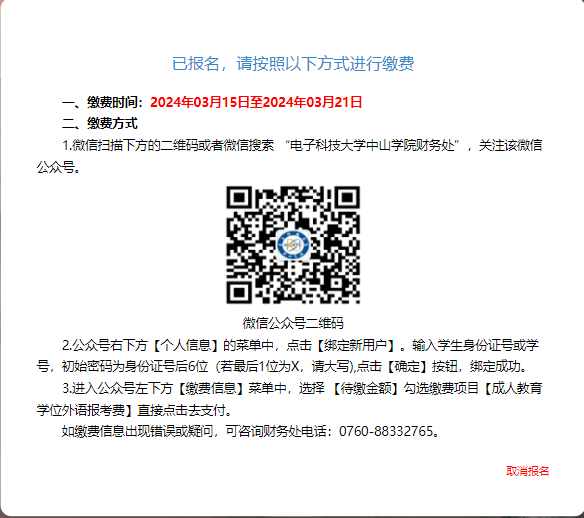 已报名，请按照以下方式进行缴费
一、缴费时间：2024年03月15日至2024年03月21日
二、缴费方式
1.微信扫描下方的二维码或者微信搜索 “电子科技大学中山学院财务处”，关注该微信
公众号。
微信公众号二维码
2.公众号右下方【个人信息】的菜单中，点击【绑定新用户】。输入学生身份证号或学
号，初始密码为身份证号后6位（若最后1位为X，请大写),点击【确定】按钮，绑定成功。
3.进入公众号左下方【缴费信息】菜单中，选择 【待缴金额】勾选缴费项目【成人教育
学位外语报考费】直接点击去支付。
如缴费信息出现错误或疑问，可咨询财务处电话：0760-88332765。
取消报名